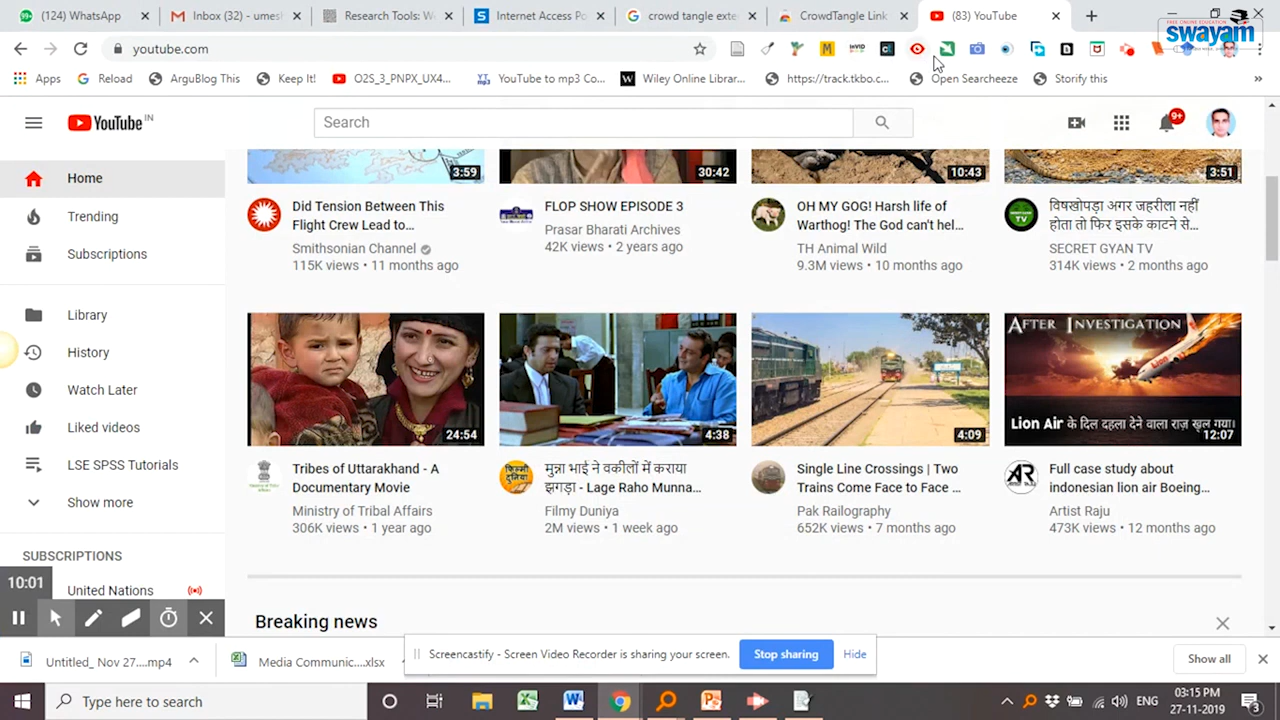 (124) WhatsApp
Inbox (32) - umes
Research Tools: W
Internet Access Po
crowd tangle exte
CrowdTangle Link
(83) YouTube
FREE ONLINE EDUCATION
swayam
youtube.com
Apps
Reload
ArguBlog This
Keep It!
O2S_3_PNPX_UX4...
YouTube to mp3 Co...
Wiley Online Librar...
https://track.tkbo.c...
Open Searcheeze
Storify this
YouTube IN
Search
9+
Home
Trending
Subscriptions
Library
History
Watch Later
Liked videos
LSE SPSS Tutorials
Show more
SUBSCRIPTIONS
United Nations
3:59
30:42
10:43
3:51
Did Tension Between This
Flight Crew Lead to...
Smithsonian Channel
115K views • 11 months ago
FLOP SHOW EPISODE 3
Prasar Bharati Archives
42K views • 2 years ago
OH MY GOG! Harsh life of
Warthog! The God can't hel...
TH Animal Wild
9.3M views • 10 months ago
विषखोपड़ा अगर जहरीला नहीं
होता तो फिर इसके काटने से...
SECRET GYAN TV
314K views • 2 months ago
24:54
4:38
4:09
AFTER INVESTIGATION
Lion Air के दिल दहला देने वाला राज़ खुल गया!
12:07
Tribes of Uttarakhand - A
Documentary Movie
Ministry of Tribal Affairs
306K views • 1 year ago
मुन्ना भाई ने वकीलों में कराया
झगड़ा - Lage Raho Munna...
Filmy Duniya
2M views • 1 week ago
Single Line Crossings | Two
Trains Come Face to Face ...
Pak Railography
652K views • 7 months ago
Full case study about
indonesian lion air Boeing...
Artist Raju
473K views • 12 months ago
Breaking news
10:01
Screencastify - Screen Video Recorder is sharing your screen.
Stop sharing
Hide
Untitled_ Nov 27....mp4
Media Communic....xlsx
Show all
Type here to search
ENG
03:15 PM
27-11-2019
3